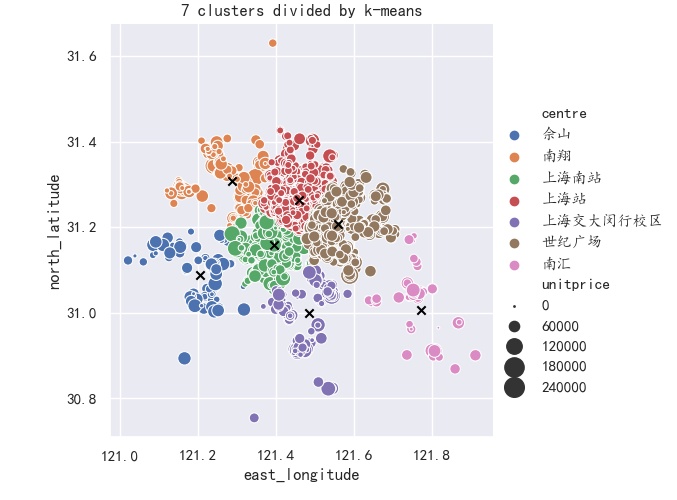 7 clusters divided by k-means
31.6
31.4
31.2
31.0
30.8
north_latitude
121.0 121.2 121.4 121.6 121.8
east_longitude
centre
佘山
南翔
上海南站
上海站
上海交大闵行校区
世纪广场
南汇
unitprice
0
60000
120000
180000
240000